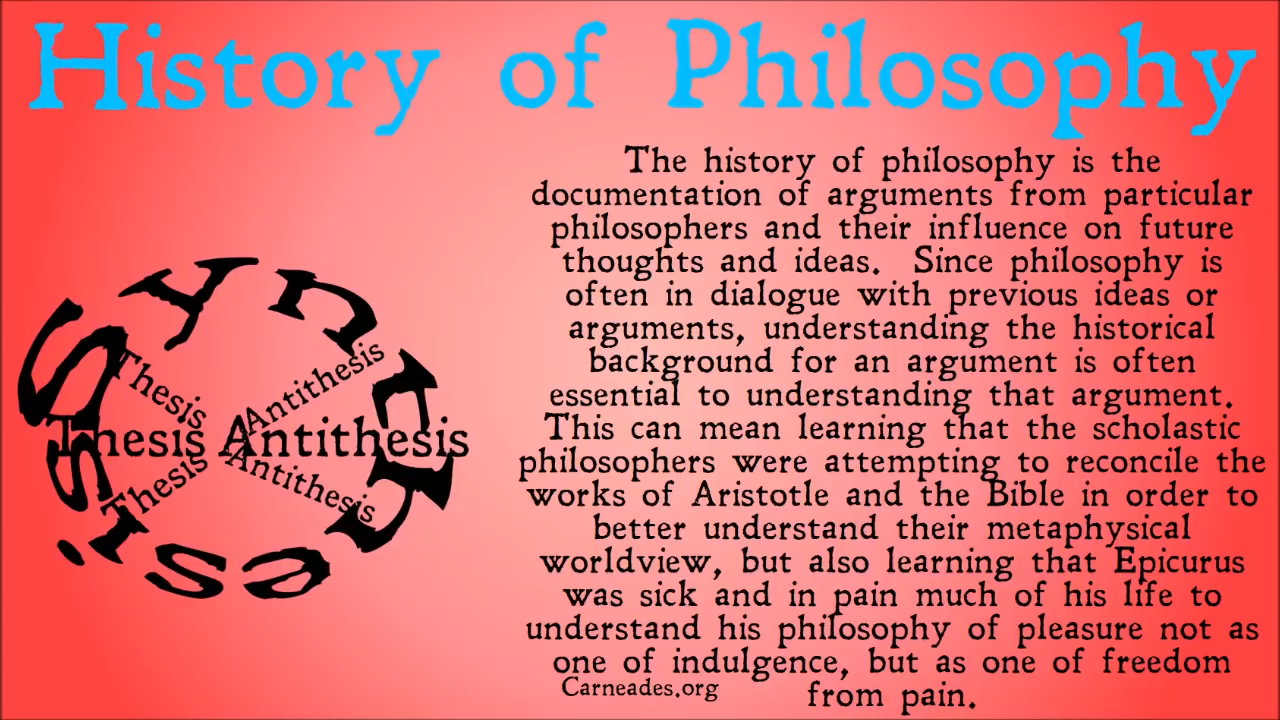 History of Philosophy
The history of philosophy is the
documentation of arguments from particular
philosophers and their influence on future
thoughts and ideas.  Since philosophy is
often in dialogue with previous ideas or
arguments, understanding the historical
background for an argument is often
essential to understanding that argument.
This can mean learning that the scholastic
philosophers were attempting to reconcile the
works of Aristotle and the Bible in order to
better understand their metaphysical
worldview, but also learning that Epicurus
was sick and in pain much of his life to
understand his philosophy of pleasure not as
one of indulgence, but as one of freedom
from pain.
Carneades.org
Synthesis
Thesis Antithesis
Thesis Antithesis
Thesis Antithesis